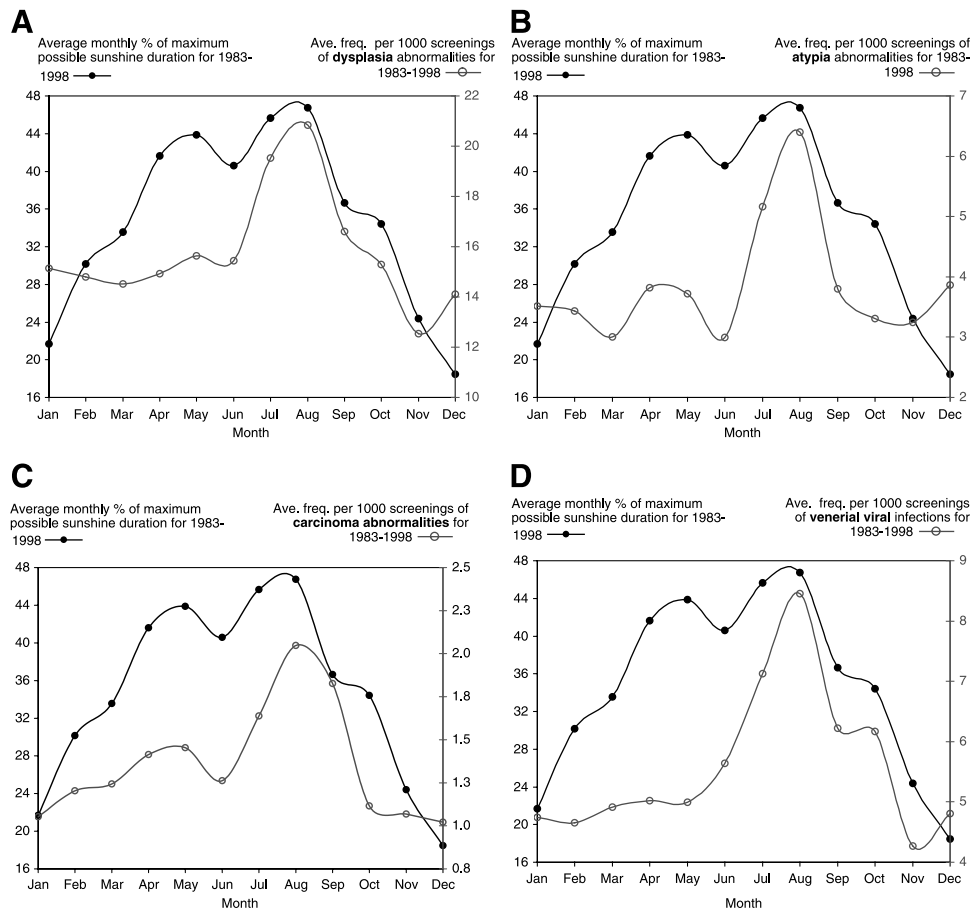 A
Average monthly % of maximum
possible sunshine duration for 1983-
1998
Ave. freq. per 1000 screenings
of dysplasia abnormalities for
1983-1998
48
44
40
36
32
28
24
20
16
22
20
18
16
14
12
10
Jan Feb Mar Apr May Jun Jul Aug Sep Oct Nov Dec
Month
B
Average monthly % of maximum
possible sunshine duration for 1983-
1998
Ave. freq. per 1000 screenings of
atypia abnormalities for 1983-
1998
48
44
40
36
32
28
24
20
16
7
6
5
4
3
2
Jan Feb Mar Apr May Jun Jul Aug Sep Oct Nov Dec
Month
C
Average monthly % of maximum
possible sunshine duration for 1983-
1998
Ave. freq. per 1000 screenings of
carcinoma abnormalities for
1983-1998
48
44
40
36
32
28
24
20
16
2.5
2.3
2.0
1.8
1.5
1.3
1.0
0.8
Jan Feb Mar Apr May Jun Jul Aug Sep Oct Nov Dec
Month
D
Average monthly % of maximum
possible sunshine duration for 1983-
1998
Ave. freq. per 1000 screenings
of venerial viral infections for
1983-1998
48
44
40
36
32
28
24
20
16
9
8
7
6
5
4
Jan Feb Mar Apr May Jun Jul Aug Sep Oct Nov Dec
Month